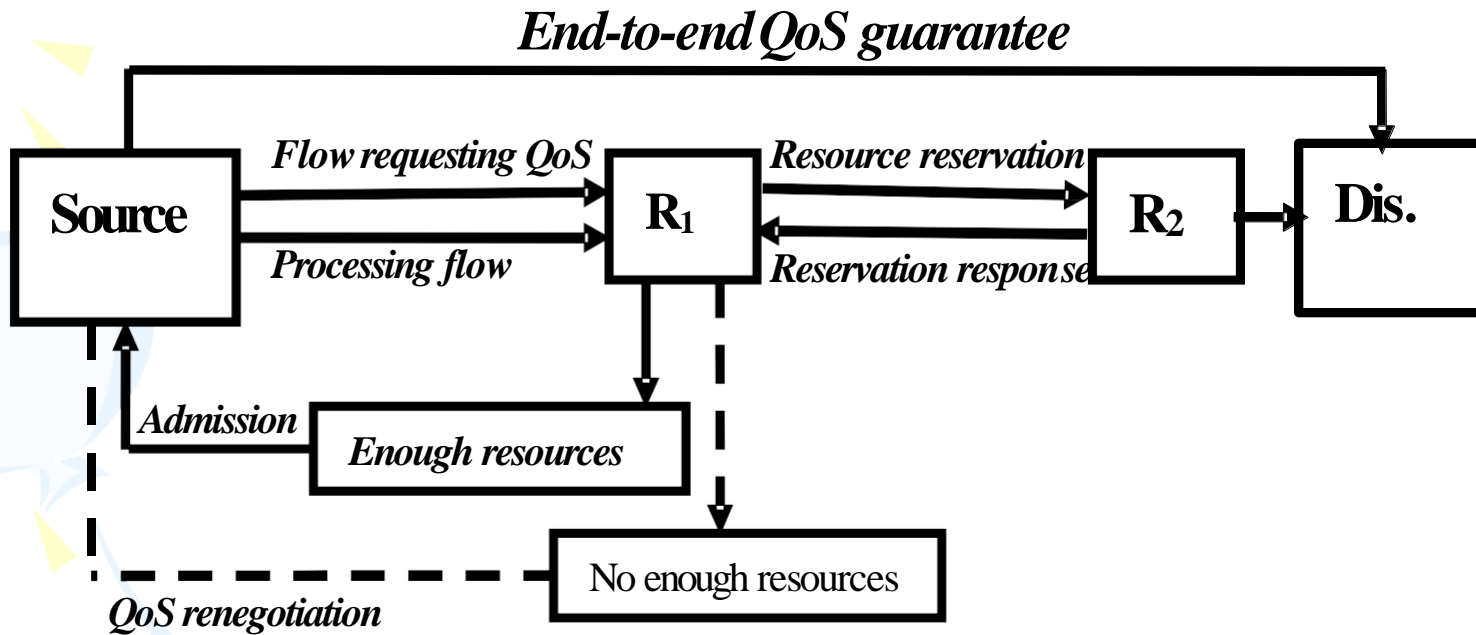 End-to-end QoS guarantee
Flow requesting QoS
Resource reservation
Source
R1
R2
Dis.
Processing flow
Reservation response
Admission
Enough resources
No enough resources
QoS renegotiation